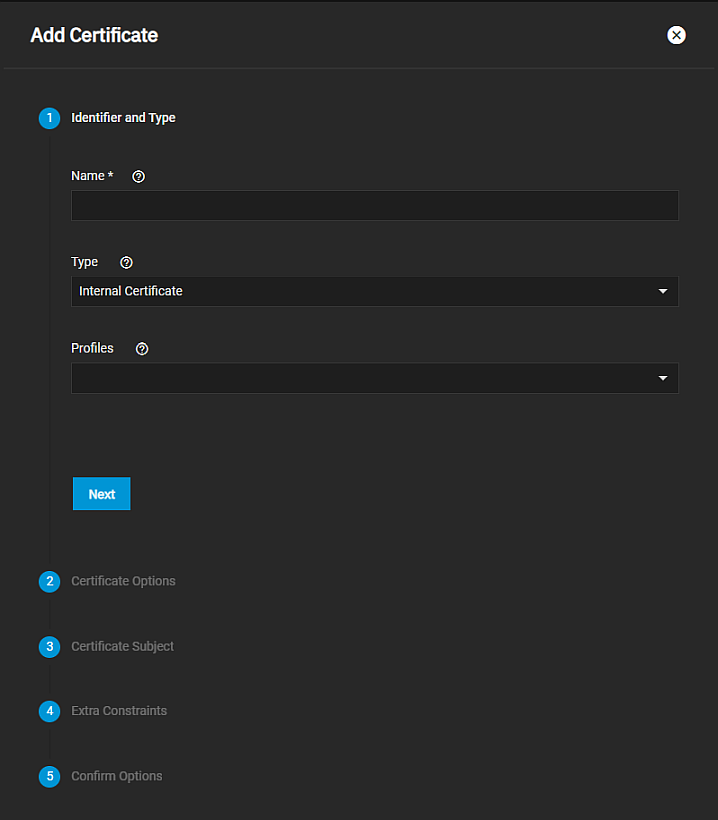 Add Certificate
1 Identifier and Type
Name *
Type
Internal Certificate
Profiles
Next
2 Certificate Options
3 Certificate Subject
4 Extra Constraints
5 Confirm Options